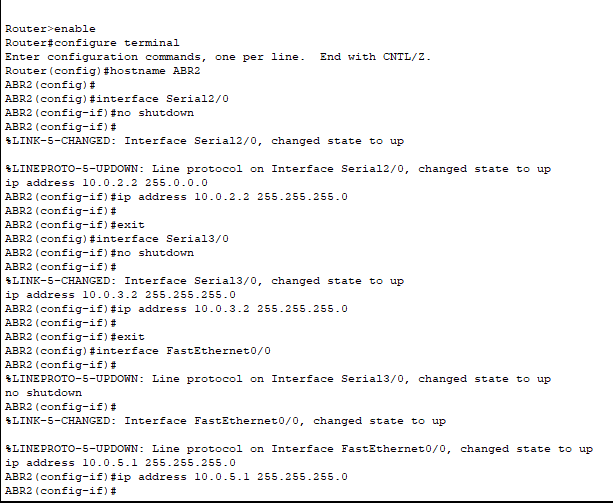 Router>enable
Router#configure terminal
Enter configuration commands, one per line.  End with CNTL/Z.
Router(config)#hostname ABR2
ABR2(config)#
ABR2(config)#interface Serial2/0
ABR2(config-if)#no shutdown
ABR2(config-if)#
%LINK-5-CHANGED: Interface Serial2/0, changed state to up
%LINEPROTO-5-UPDOWN: Line protocol on Interface Serial2/0, changed state to up
ip address 10.0.2.2 255.0.0.0
ABR2(config-if)#ip address 10.0.2.2 255.255.255.0
ABR2(config-if)#
ABR2(config-if)#exit
ABR2(config)#interface Serial3/0
ABR2(config-if)#no shutdown
ABR2(config-if)#
%LINK-5-CHANGED: Interface Serial3/0, changed state to up
ip address 10.0.3.2 255.255.255.0
ABR2(config-if)#ip address 10.0.3.2 255.255.255.0
ABR2(config-if)#
ABR2(config-if)#exit
ABR2(config)#interface FastEthernet0/0
ABR2(config-if)#
%LINEPROTO-5-UPDOWN: Line protocol on Interface Serial3/0, changed state to up
no shutdown
ABR2(config-if)#
%LINK-5-CHANGED: Interface FastEthernet0/0, changed state to up
%LINEPROTO-5-UPDOWN: Line protocol on Interface FastEthernet0/0, changed state to up
ip address 10.0.5.1 255.255.255.0
ABR2(config-if)#ip address 10.0.5.1 255.255.255.0
ABR2(config-if)#